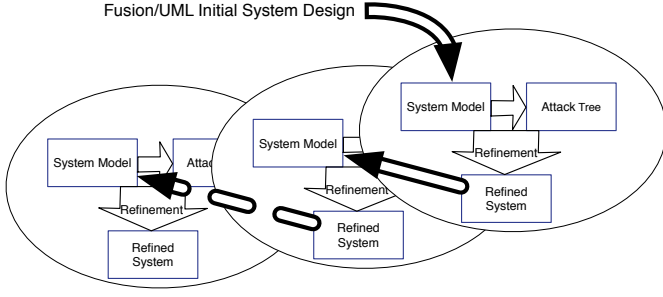 Fusion/UML Initial System Design
System Model
Attack Tree
Refinement
Refined
System
System Model
Refinement
Refined
System
System Model
Attac
Refinement
Refined
System